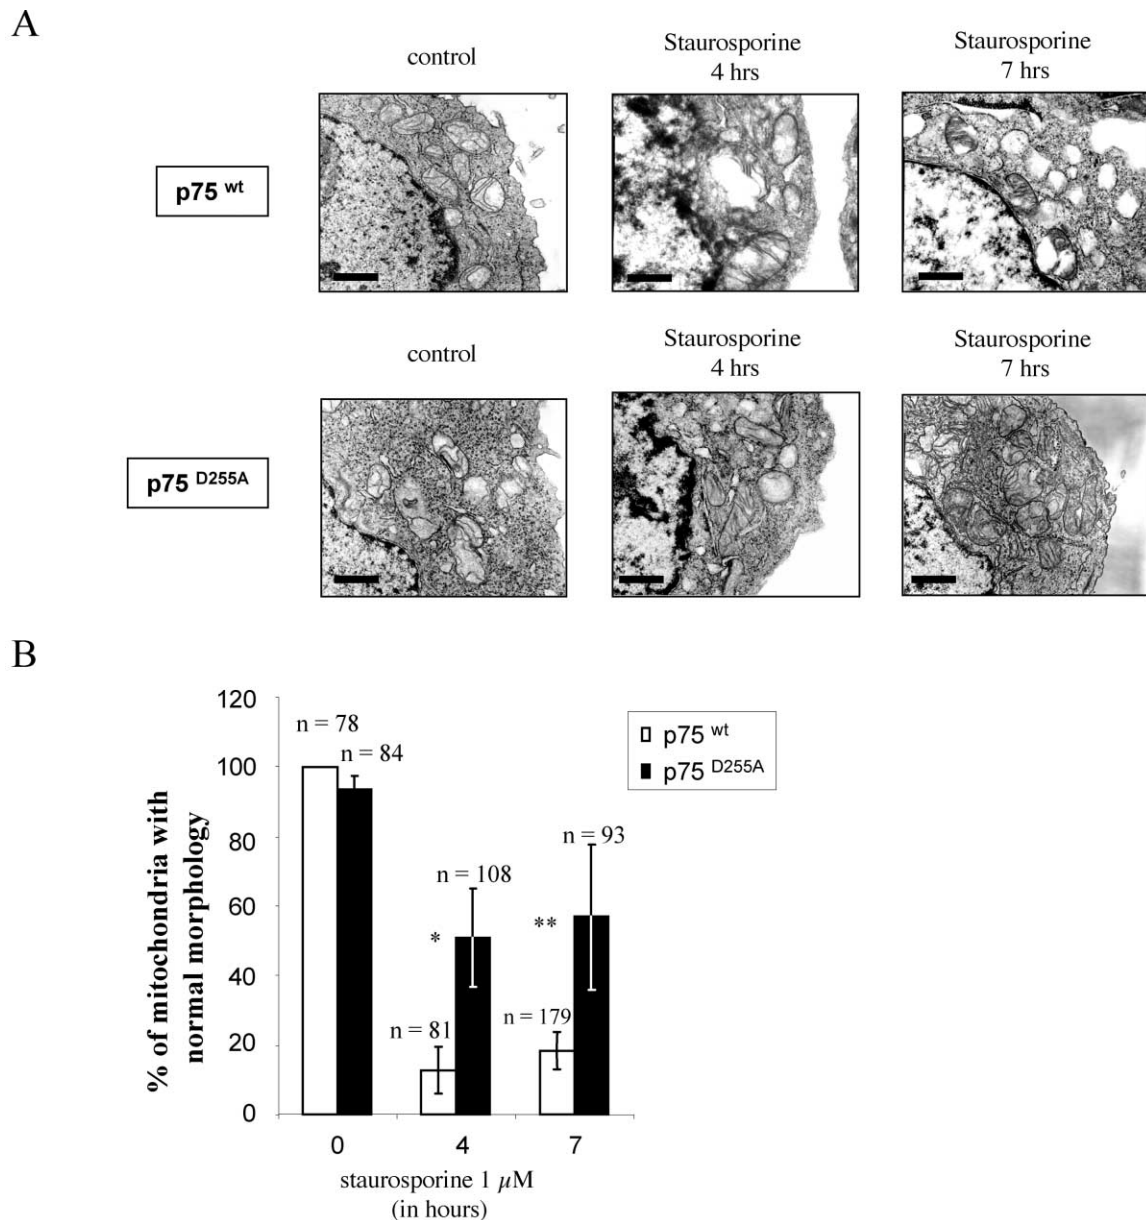 A
control
Staurosporine
4 hrs
Staurosporine
7 hrs
p75 wt
control
Staurosporine
4 hrs
Staurosporine
7 hrs
p75 D255A
B
% of mitochondria with
normal morphology
120
100
80
60
40
20
0
n = 78
n = 84
n = 81
n = 108
*
n = 179
n = 93
**
p75 wt
p75 D255A
0
4
7
staurosporine 1 µM
(in hours)